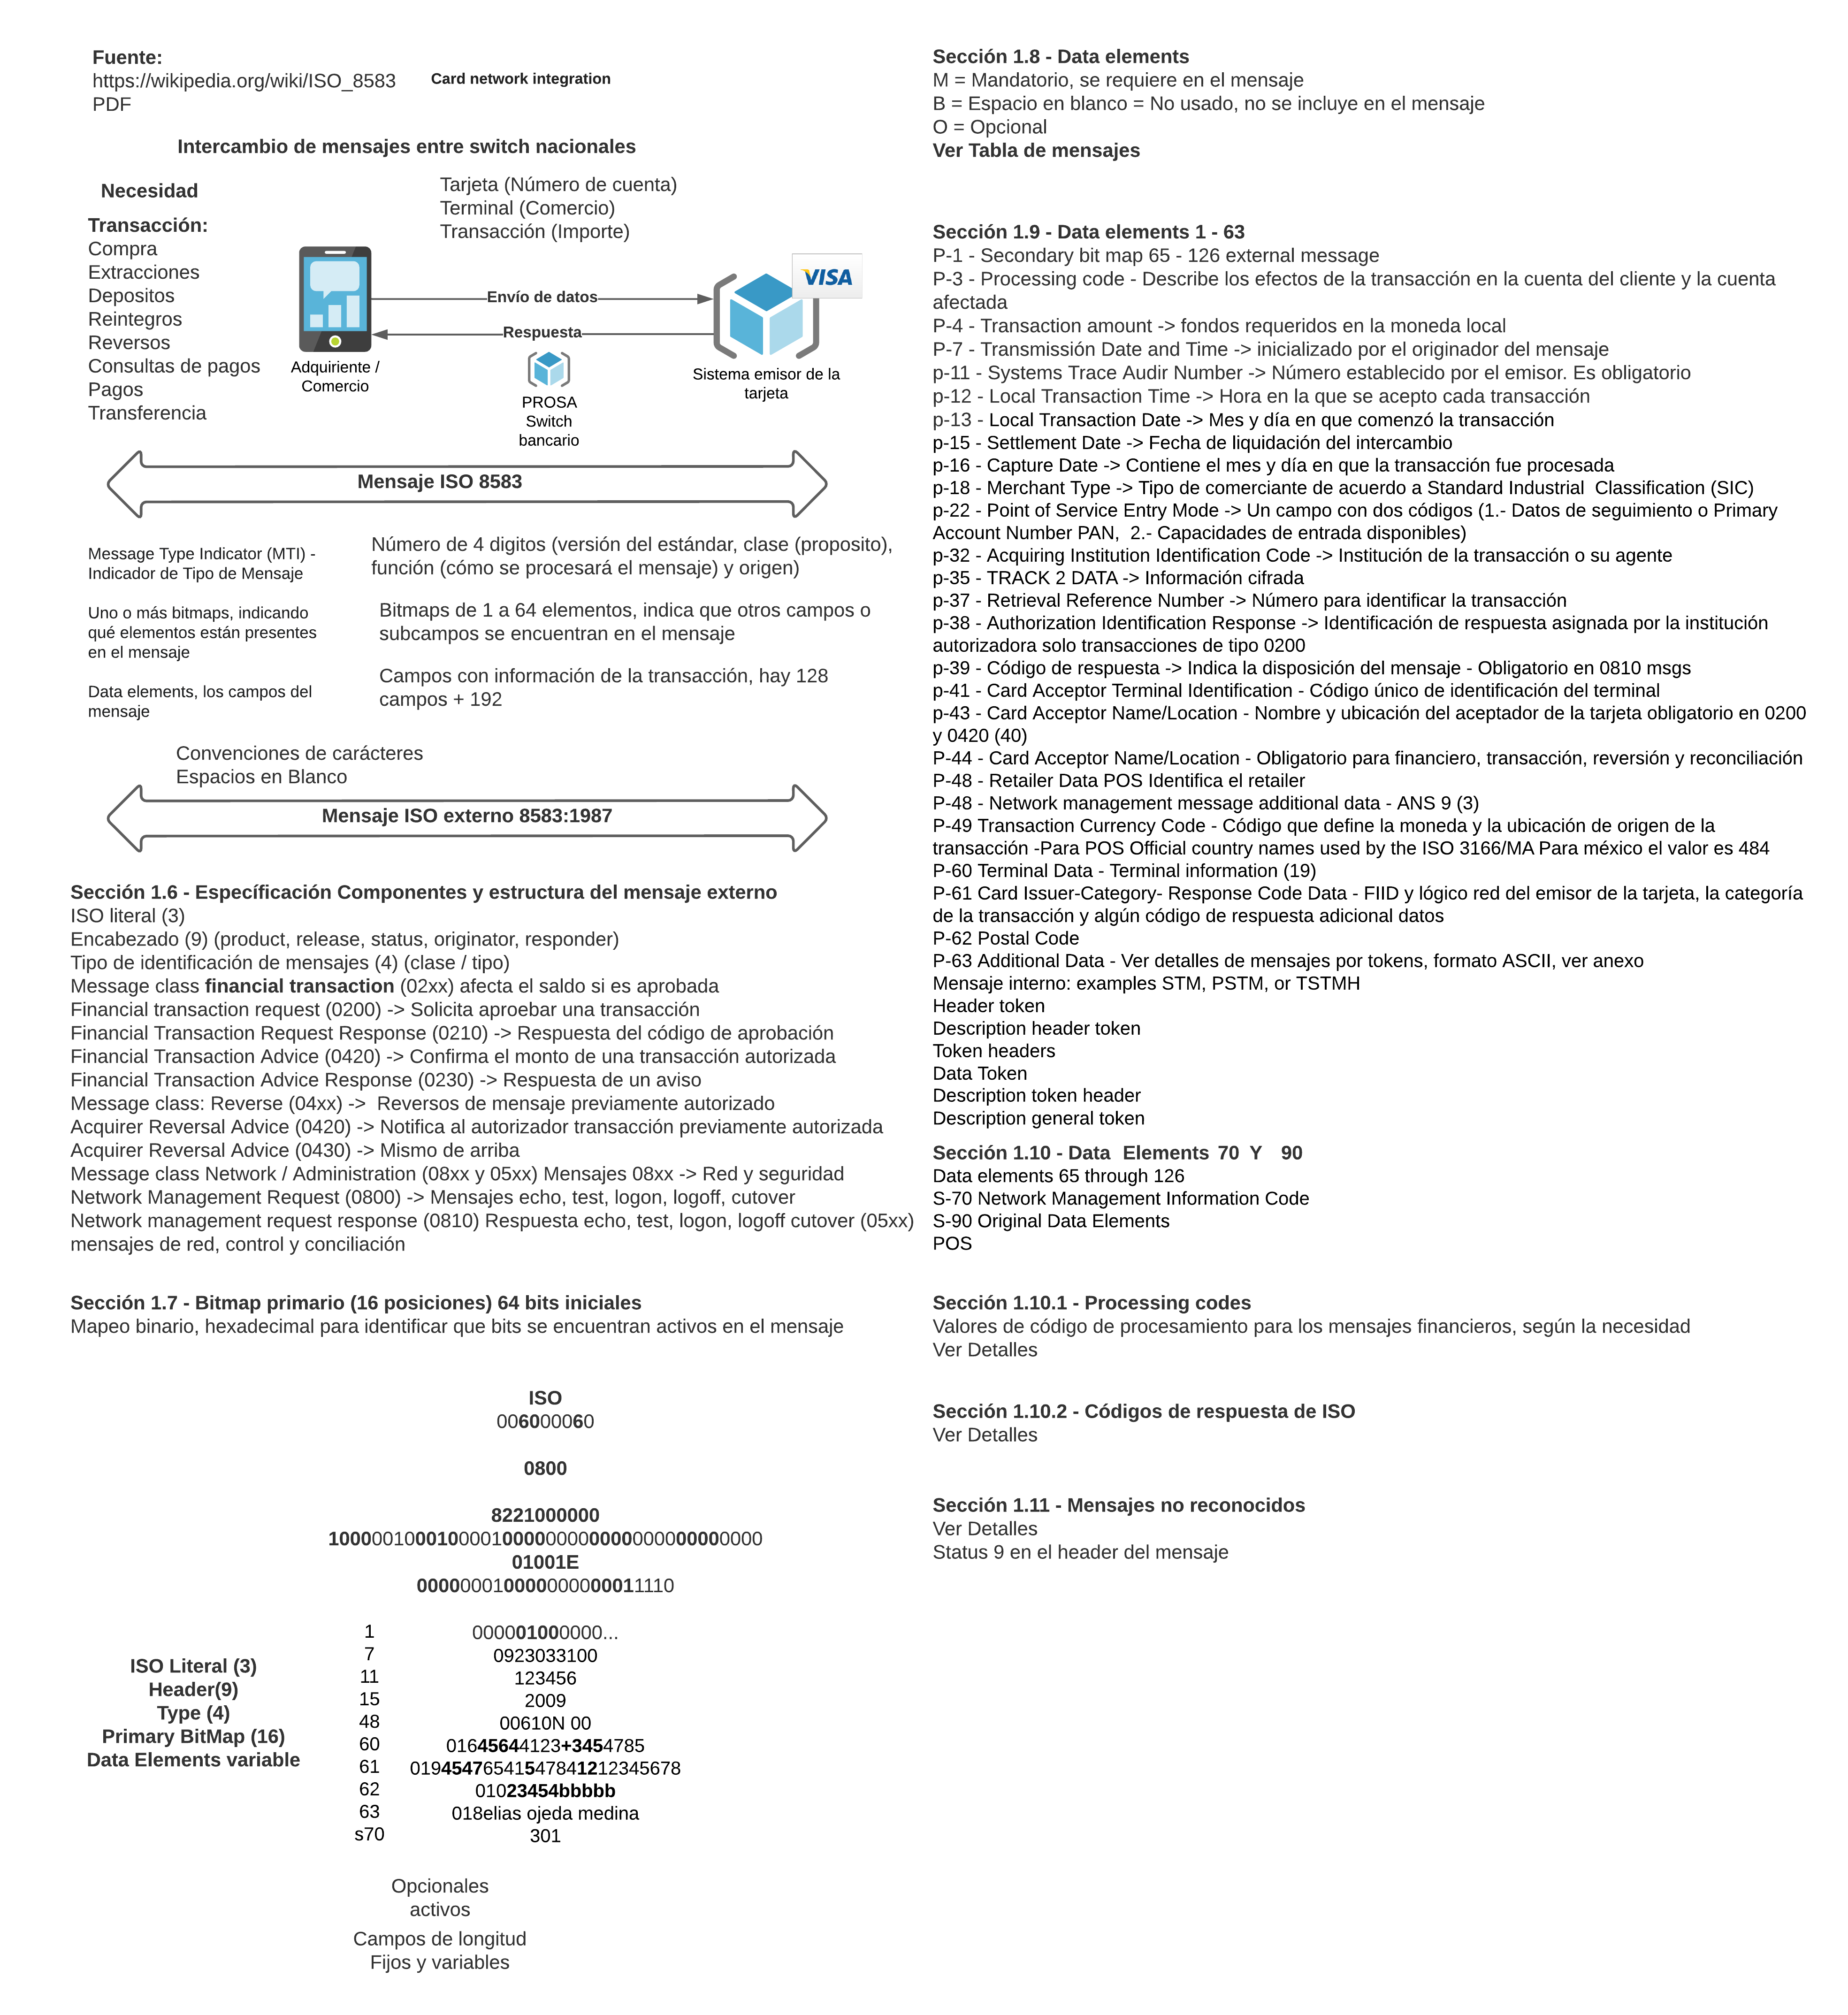 Fuente:
https://wikipedia.org/wiki/ISO_8583
PDF
Card network integration
Intercambio de mensajes entre switch nacionales
Necesidad
Tarjeta (Número de cuenta)
Terminal (Comercio)
Transacción (Importe)
Transacción:
Compra
Extracciones
Depositos
Reintegros
Reversos
Consultas de pagos
Pagos
Transferencia
VISA
Envío de datos
Respuesta
Adquiriente /
Comercio
PROSA
Switch
bancario
Sistema emisor de la
tarjeta
Mensaje ISO 8583
Message Type Indicator (MTI) -
Indicador de Tipo de Mensaje
Número de 4 digitos (versión del estándar, clase (proposito),
función (cómo se procesará el mensaje) y origen)
Uno o más bitmaps, indicando
qué elementos están presentes
en el mensaje
Bitmaps de 1 a 64 elementos, indica que otros campos o
subcampos se encuentran en el mensaje
Data elements, los campos del
mensaje
Campos con información de la transacción, hay 128
campos + 192
Convenciones de carácteres
Espacios en Blanco
Mensaje ISO externo 8583:1987
Sección 1.6 - Específicación Componentes y estructura del mensaje externo
ISO literal (3)
Encabezado (9) (product, release, status, originator, responder)
Tipo de identificación de mensajes (4) (clase / tipo)
Message class financial transaction (02xx) afecta el saldo si es aprobada
Financial transaction request (0200) -> Solicita aproebar una transacción
Financial Transaction Request Response (0210) -> Respuesta del código de aprobación
Financial Transaction Advice (0420) -> Confirma el monto de una transacción autorizada
Financial Transaction Advice Response (0230) -> Respuesta de un aviso
Message class: Reverse (04xx) ->  Reversos de mensaje previamente autorizado
Acquirer Reversal Advice (0420) -> Notifica al autorizador transacción previamente autorizada
Acquirer Reversal Advice (0430) -> Mismo de arriba
Message class Network / Administration (08xx y 05xx) Mensajes 08xx -> Red y seguridad
Network Management Request (0800) -> Mensajes echo, test, logon, logoff, cutover
Network management request response (0810) Respuesta echo, test, logon, logoff cutover (05xx)
mensajes de red, control y conciliación
Sección 1.7 - Bitmap primario (16 posiciones) 64 bits iniciales
Mapeo binario, hexadecimal para identificar que bits se encuentran activos en el mensaje
ISO
006000060
0800
8221000000
1000001000100001000000000000000000000000
01001E
000000010000000000011110
ISO Literal (3)
Header(9)
Type (4)
Primary BitMap (16)
Data Elements variable
1 000001000000...
7 0923033100
11 123456
15 2009
48 00610N 00
60 01645644123+3454785
61 01945476541547841212345678
62 01023454bbbbb
63 018elias ojeda medina
s70 301
Opcionales
activos
Campos de longitud
Fijos y variables
Sección 1.8 - Data elements
M = Mandatorio, se requiere en el mensaje
B = Espacio en blanco = No usado, no se incluye en el mensaje
O = Opcional
Ver Tabla de mensajes
Sección 1.9 - Data elements 1 - 63
P-1 - Secondary bit map 65 - 126 external message
P-3 - Processing code - Describe los efectos de la transacción en la cuenta del cliente y la cuenta
afectada
P-4 - Transaction amount -> fondos requeridos en la moneda local
P-7 - Transmissión Date and Time -> inicializado por el originador del mensaje
p-11 - Systems Trace Audir Number -> Número establecido por el emisor. Es obligatorio
p-12 - Local Transaction Time -> Hora en la que se acepto cada transacción
p-13 - Local Transaction Date -> Mes y día en que comenzó la transacción
p-15 - Settlement Date -> Fecha de liquidación del intercambio
p-16 - Capture Date -> Contiene el mes y día en que la transacción fue procesada
p-18 - Merchant Type -> Tipo de comerciante de acuerdo a Standard Industrial  Classification (SIC)
p-22 - Point of Service Entry Mode -> Un campo con dos códigos (1.- Datos de seguimiento o Primary
Account Number PAN,  2.- Capacidades de entrada disponibles)
p-32 - Acquiring Institution Identification Code -> Institución de la transacción o su agente
p-35 - TRACK 2 DATA -> Información cifrada
p-37 - Retrieval Reference Number -> Número para identificar la transacción
p-38 - Authorization Identification Response -> Identificación de respuesta asignada por la institución
autorizadora solo transacciones de tipo 0200
p-39 - Código de respuesta -> Indica la disposición del mensaje - Obligatorio en 0810 msgs
p-41 - Card Acceptor Terminal Identification - Código único de identificación del terminal
p-43 - Card Acceptor Name/Location - Nombre y ubicación del aceptador de la tarjeta obligatorio en 0200
y 0420 (40)
P-44 - Card Acceptor Name/Location - Obligatorio para financiero, transacción, reversión y reconciliación
P-48 - Retailer Data POS Identifica el retailer
P-48 - Network management message additional data - ANS 9 (3)
P-49 Transaction Currency Code - Código que define la moneda y la ubicación de origen de la
transacción -Para POS Official country names used by the ISO 3166/MA Para méxico el valor es 484
P-60 Terminal Data - Terminal information (19)
P-61 Card Issuer-Category- Response Code Data - FIID y lógico red del emisor de la tarjeta, la categoría
de la transacción y algún código de respuesta adicional datos
P-62 Postal Code
P-63 Additional Data - Ver detalles de mensajes por tokens, formato ASCII, ver anexo
Mensaje interno: examples STM, PSTM, or TSTMH
Header token
Description header token
Token headers
Data Token
Description token header
Description general token
Sección 1.10 - Data  Elements  70  Y   90
Data elements 65 through 126
S-70 Network Management Information Code
S-90 Original Data Elements
POS
Sección 1.10.1 - Processing codes
Valores de código de procesamiento para los mensajes financieros, según la necesidad
Ver Detalles
Sección 1.10.2 - Códigos de respuesta de ISO
Ver Detalles
Sección 1.11 - Mensajes no reconocidos
Ver Detalles
Status 9 en el header del mensaje